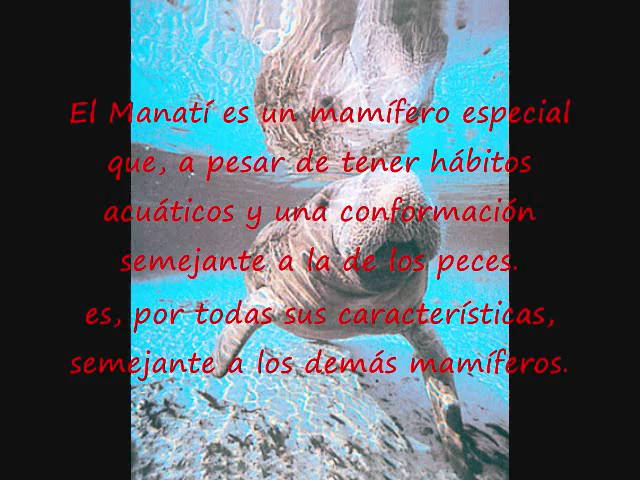 El Manatí es un mamífero especial
que, a pesar de tener hábitos
acuáticos y una conformación
semejante a la de los peces.
es, por todas sus características,
semejante a los demás mamíferos.